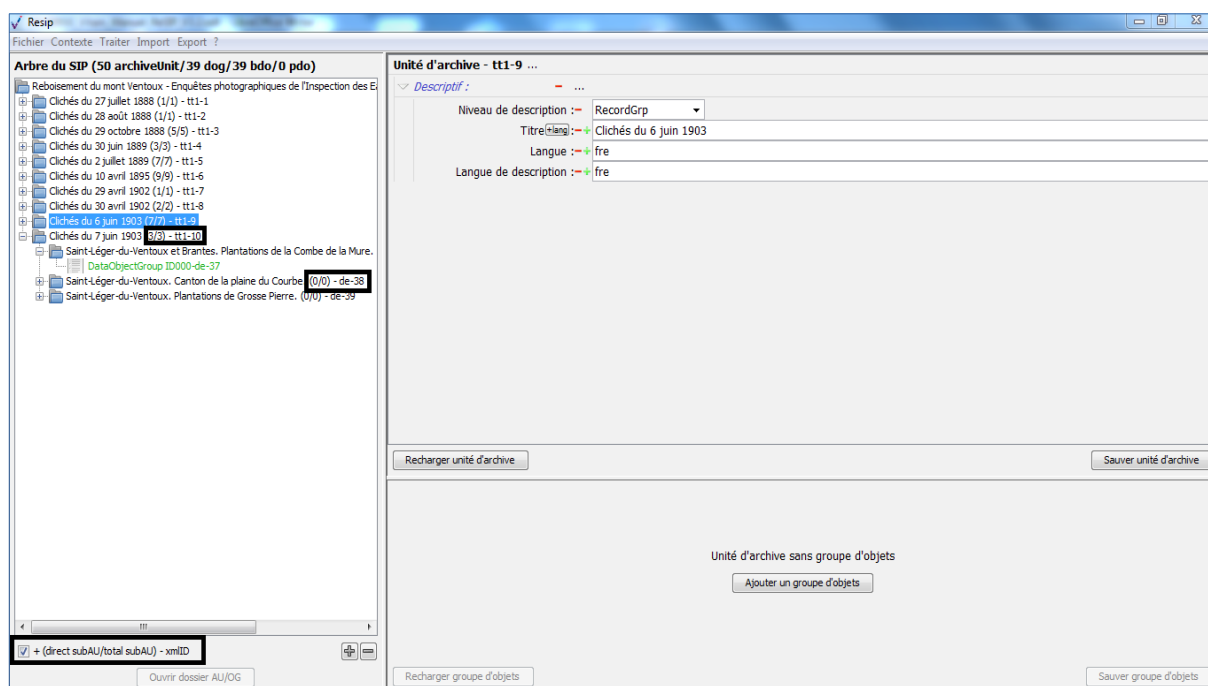 Resip
Fichier Contexte Traiter Import Export ?
Arbre du SIP (50 archiveUnit/39 dog/39 bdo/0 pdo)
Reboisement du mont Ventoux - Enquêtes photographiques de l'Inspection des E
Clichés du 27 juillet 1888 (1/1) - tt1-1
Clichés du 28 août 1888 (1/1) - tt1-2
Clichés du 29 octobre 1888 (5/5) - tt1-3
Clichés du 30 juin 1889 (3/3) - tt1-4
Clichés du 2 juillet 1889 (7/7) - tt1-5
Clichés du 10 avril 1895 (9/9) - tt1-6
Clichés du 29 avril 1902 (1/1) - tt1-7
Clichés du 30 avril 1902 (2/2) - tt1-8
Clichés du 6 juin 1903 (7/7) - tt1-9
Clichés du 7 juin 1903 (3/3) - tt1-10
Saint-Léger-du-Ventoux et Brantes. Plantations de la Combe de la Mure.
DataObjectGroup ID000-de-37
Saint-Léger-du-Ventoux. Canton de la plaine du Courbe. (0/0) - de-38
Saint-Léger-du-Ventoux. Plantations de Grosse Pierre. (0/0) - de-39
+ (direct subAU/total subAU) - xmlID
Ouvrir dossier AU/OG
Unité d'archive - tt1-9 ...
Descriptif : - ...
Niveau de description :- RecordGrp
Titre +lang :-+ Clichés du 6 juin 1903
Langue :-+ fre
Langue de description :-+ fre
Recharger unité d'archive Sauver unité d'archive
Unité d'archive sans groupe d'objets
Ajouter un groupe d'objets
Recharger groupe d'objets Sauver groupe d'objets